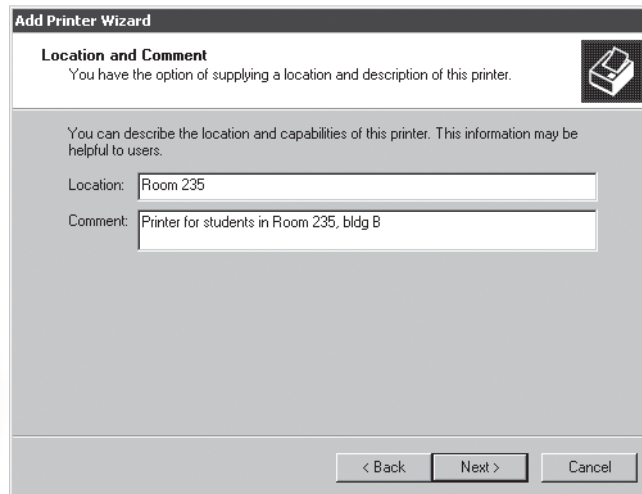 Add Printer Wizard
Location and Comment
You have the option of supplying a location and description of this printer.
You can describe the location and capabilities of this printer. This information may be
helpful to users.
Location: Room 235
Comment: Printer for students in Room 235, bldg B
< Back Next > Cancel